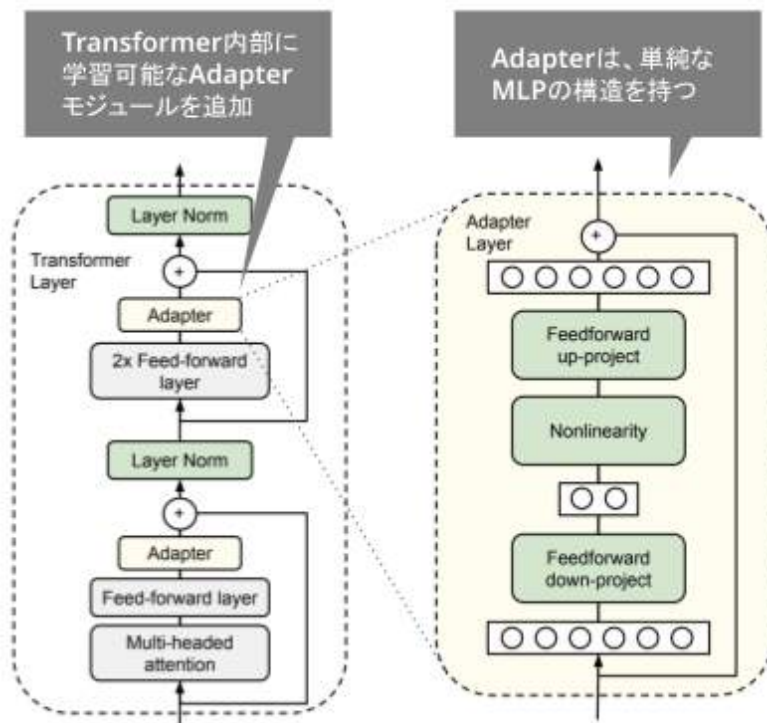 Transformer内部に
学習可能なAdapter
モジュールを追加
Adapterは、単純な
MLPの構造を持つ
Layer Norm
Transformer
Layer
+
Adapter
2x Feed-forward
layer
Layer Norm
+
Adapter
Feed-forward layer
Multi-headed
attention
Adapter
Layer
+
Feedforward
up-project
Nonlinearity
Feedforward
down-project